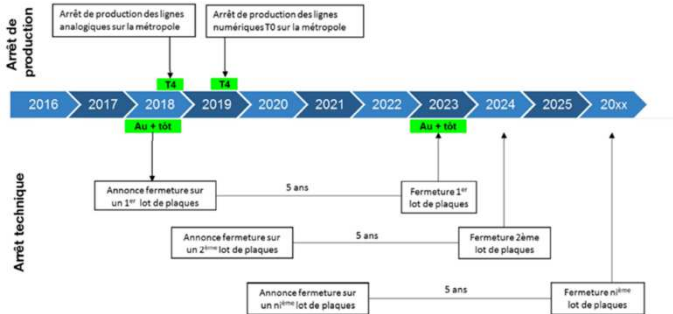 Arrêt de
production
Arrêt de production des lignes
analogiques sur la métropole
Arrêt de production des lignes
numériques T0 sur la métropole
T4
T4
2016
2017
2018
2019
2020
2021
2022
2023
2024
2025
20xx
Au + tôt
Au + tôt
Arrêt technique
Annonce fermeture sur
un 1er lot de plaques
5 ans
Fermeture 1er
lot de plaques
Annonce fermeture sur
un 2ème lot de plaques
5 ans
Fermeture 2ème
lot de plaques
Annonce fermeture sur
un nième lot de plaques
5 ans
Fermeture nième
lot de plaques